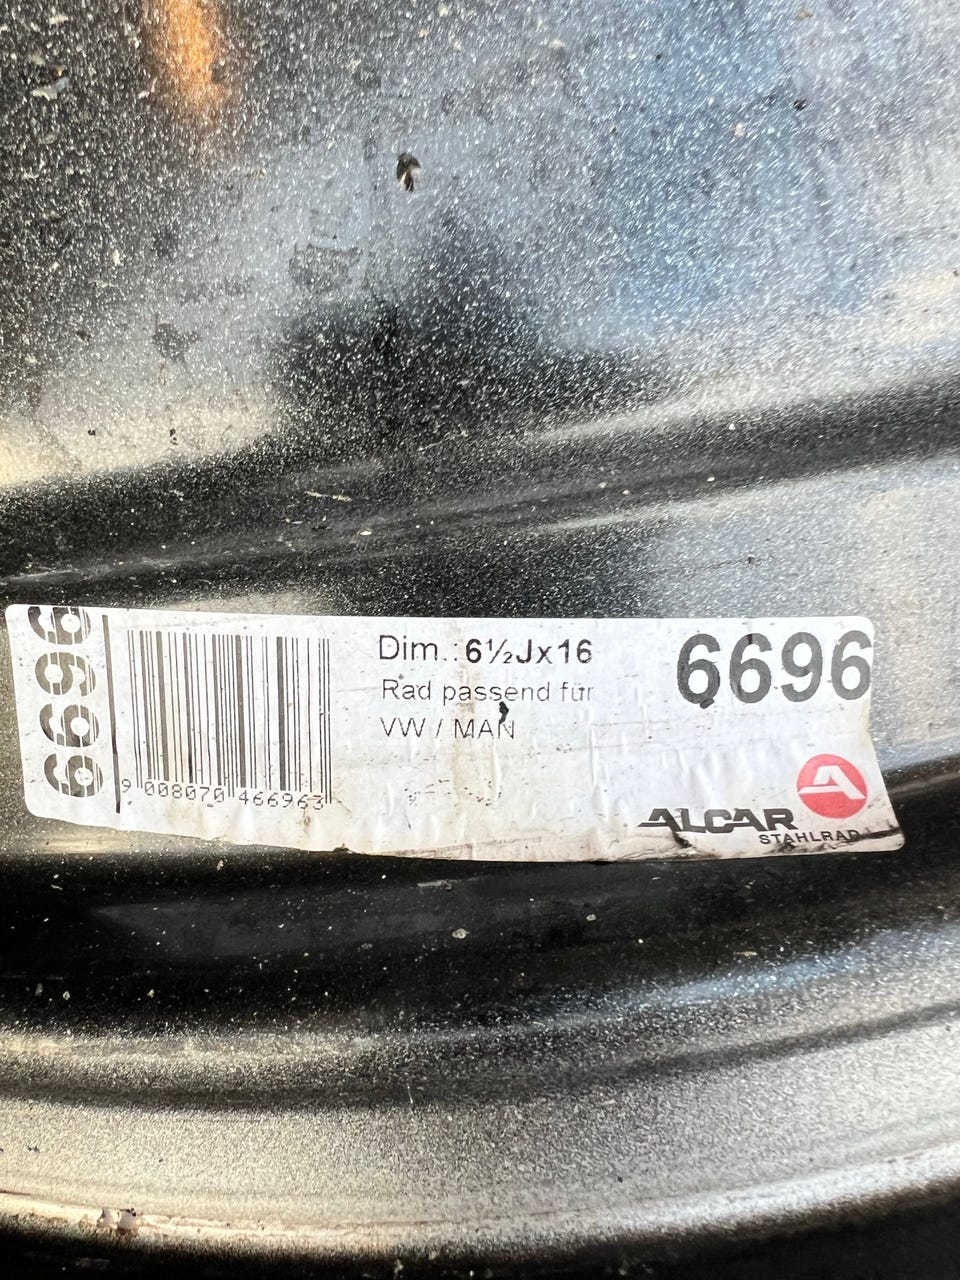 6696
9 008070 466963
Dim.: 6½Jx16
Rad passend für
VW / MAN
6696
ALCAR
STAHLRAD